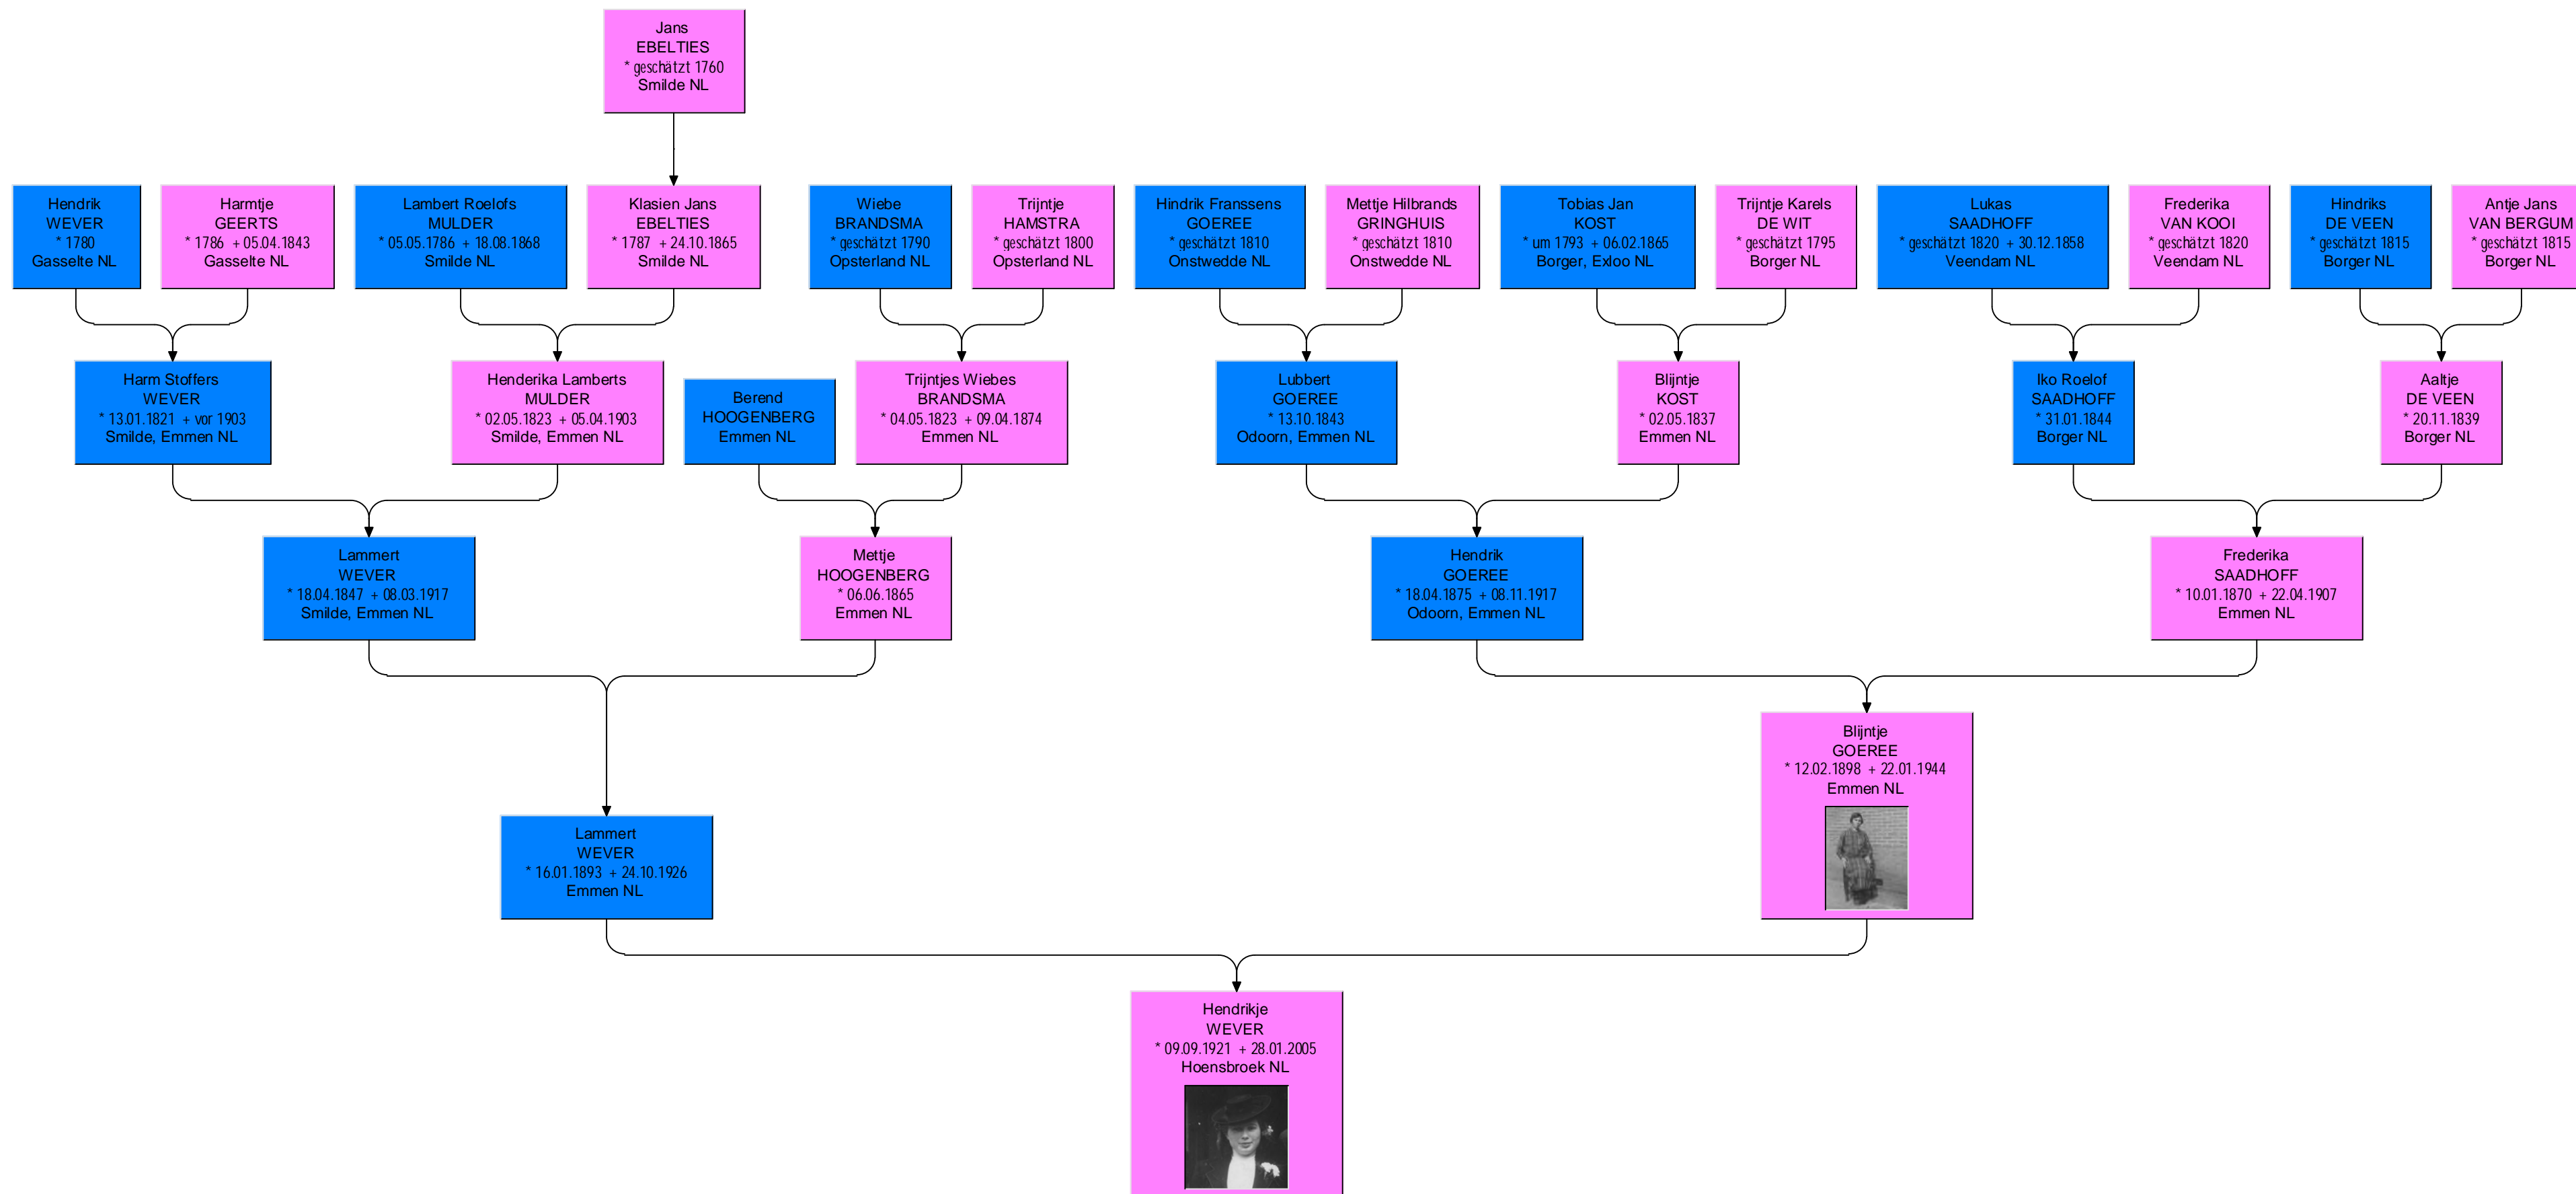 Jans
EBELTIES
* geschätzt 1760
Smilde NL
Hendrik
WEVER
* 1780
Gasselte NL
Harmtje
GEERTS
* 1786 + 05.04.1843
Gasselte NL
Lambert Roelofs
MULDER
* 05.05.1786 + 18.08.1868
Smilde NL
Klasien Jans
EBELTIES
* 1787 + 24.10.1865
Smilde NL
Wiebe
BRANDSMA
* geschätzt 1790
Opsterland NL
Trijntje
HAMSTRA
* geschätzt 1800
Opsterland NL
Hindrik Franssens
GOEREE
* geschätzt 1810
Onstwedde NL
Mettje Hilbrands
GRINGHUIS
* geschätzt 1810
Onstwedde NL
Tobias Jan
KOST
* um 1793 + 06.02.1865
Borger, Exloo NL
Trijntje Karels
DE WIT
* geschätzt 1795
Borger NL
Lukas
SAADHOFF
* geschätzt 1820 + 30.12.1858
Veendam NL
Frederika
VAN KOOI
* geschätzt 1820
Veendam NL
Hindriks
DE VEEN
* geschätzt 1815
Borger NL
Antje Jans
VAN BERGUM
* geschätzt 1815
Borger NL
Harm Stoffers
WEVER
* 13.01.1821 + vor 1903
Smilde, Emmen NL
Henderika Lamberts
MULDER
* 02.05.1823 + 05.04.1903
Smilde, Emmen NL
Berend
HOOGENBERG
Emmen NL
Trijntjes Wiebes
BRANDSMA
* 04.05.1823 + 09.04.1874
Emmen NL
Lubbert
GOEREE
* 13.10.1843
Odoorn, Emmen NL
Blijntje
KOST
* 02.05.1837
Emmen NL
Iko Roelof
SAADHOFF
* 31.01.1844
Borger NL
Aaltje
DE VEEN
* 20.11.1839
Borger NL
Lammert
WEVER
* 18.04.1847 + 08.03.1917
Smilde, Emmen NL
Mettje
HOOGENBERG
* 06.06.1865
Emmen NL
Hendrik
GOEREE
* 18.04.1875 + 08.11.1917
Odoorn, Emmen NL
Frederika
SAADHOFF
* 10.01.1870 + 22.04.1907
Emmen NL
Blijntje
GOEREE
* 12.02.1898 + 22.01.1944
Emmen NL
Lammert
WEVER
* 16.01.1893 + 24.10.1926
Emmen NL
Hendrikje
WEVER
* 09.09.1921 + 28.01.2005
Hoensbroek NL